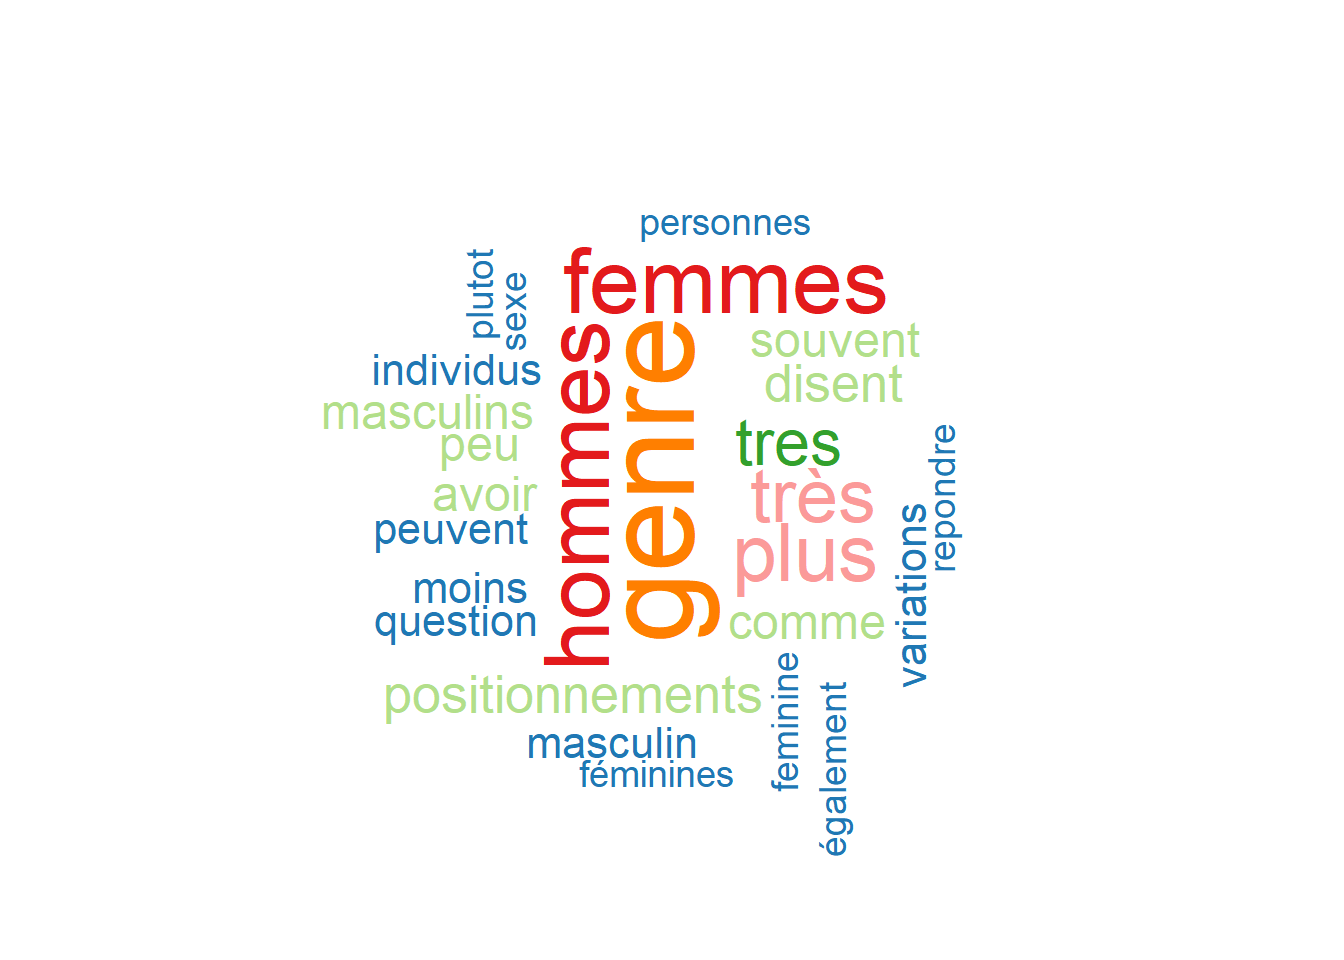 personnes
femmes
plutot
sexe
hommes
genre
souvent
individus
disent
masculins
peu
tres
avoir
très
peuvent
plus
repondre
variations
moins
question
comme
positionnements
feminine
également
masculin
féminines